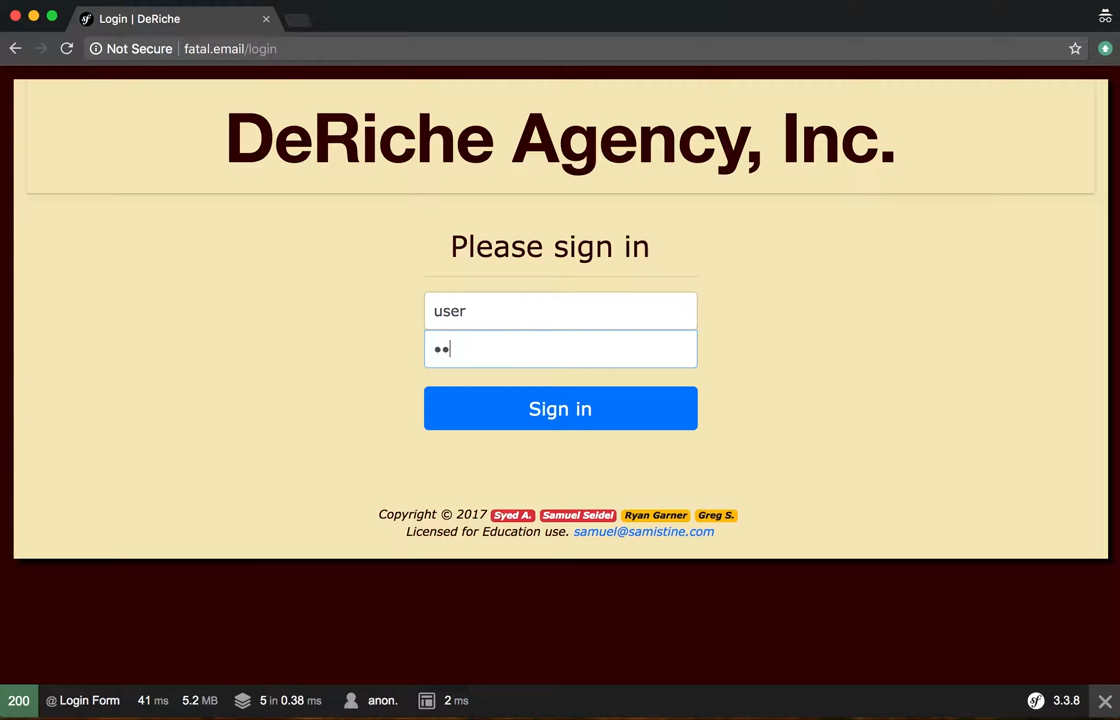 Login | DeRiche
Not Secure fatal.email/login
DeRiche Agency, Inc.
Please sign in
user
Sign in
Copyright © 2017 Syed A. Samuel Seidel Ryan Garner Greg S.
Licensed for Education use. samuel@samistine.com
200 @ Login Form 41 ms 5.2 MB 5 in 0.38 ms anon. 2 ms sf 3.3.8